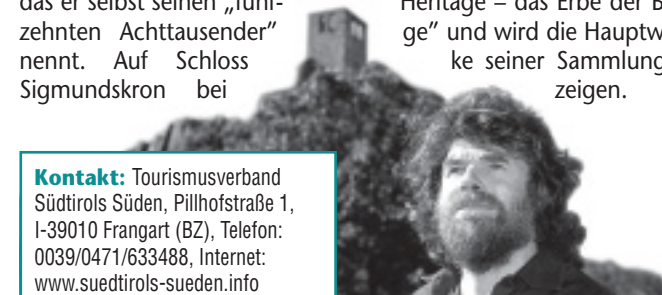 das er selbst seinen „fünf-
zehnten Achttausender”
nennt. Auf Schloss
Sigmundskron bei
Heritage – das Erbe der
ge” und wird die
ke seiner Sammlung
zeigen.
Kontakt: Tourismusverband
Südtirols Süden, Pillhofstraße 1,
I-39010 Frangart (BZ), Telefon:
0039/0471/633488, Internet:
www.suedtirols-sueden.info